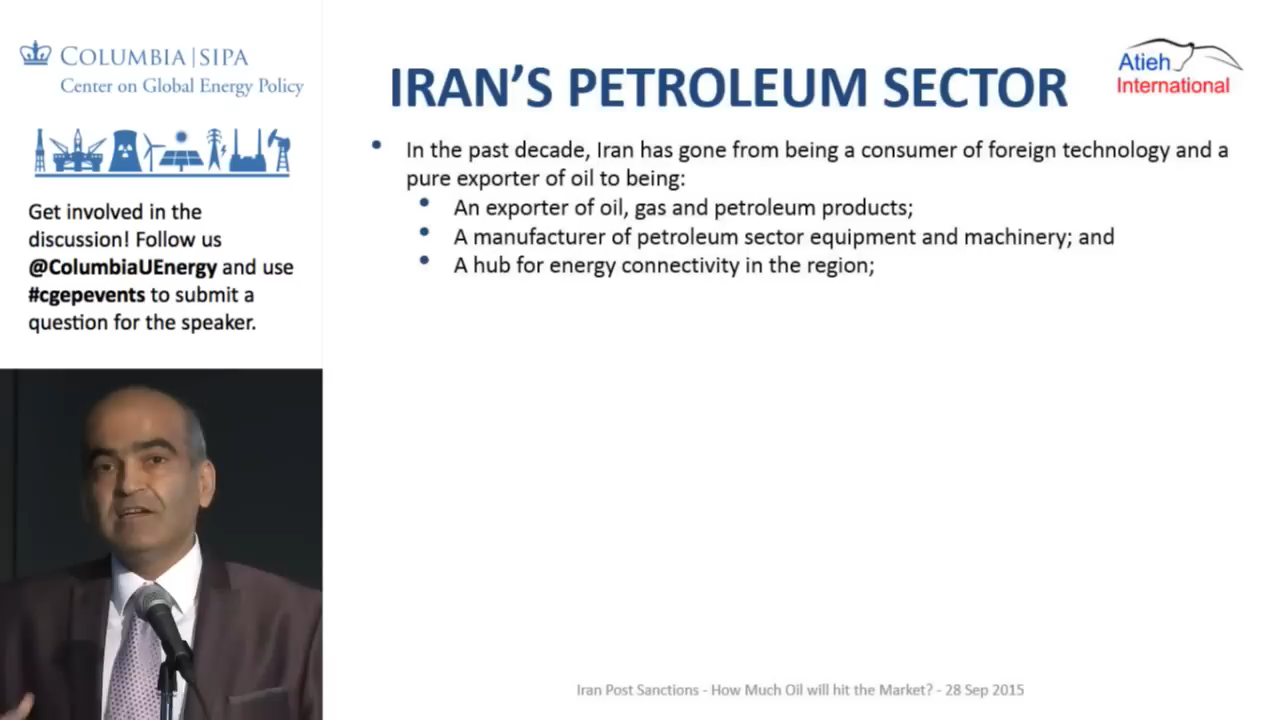 COLUMBIA | SIPA
Center on Global Energy Policy
Get involved in the
discussion! Follow us
@ColumbiaUEnergy and use
#cgepevents to submit a
question for the speaker.
IRAN'S PETROLEUM SECTOR
Atieh
International
• In the past decade, Iran has gone from being a consumer of foreign technology and a
pure exporter of oil to being:
• An exporter of oil, gas and petroleum products;
• A manufacturer of petroleum sector equipment and machinery; and
• A hub for energy connectivity in the region;
Iran Post Sanctions - How Much Oil will hit the Market? - 28 Sep 2015